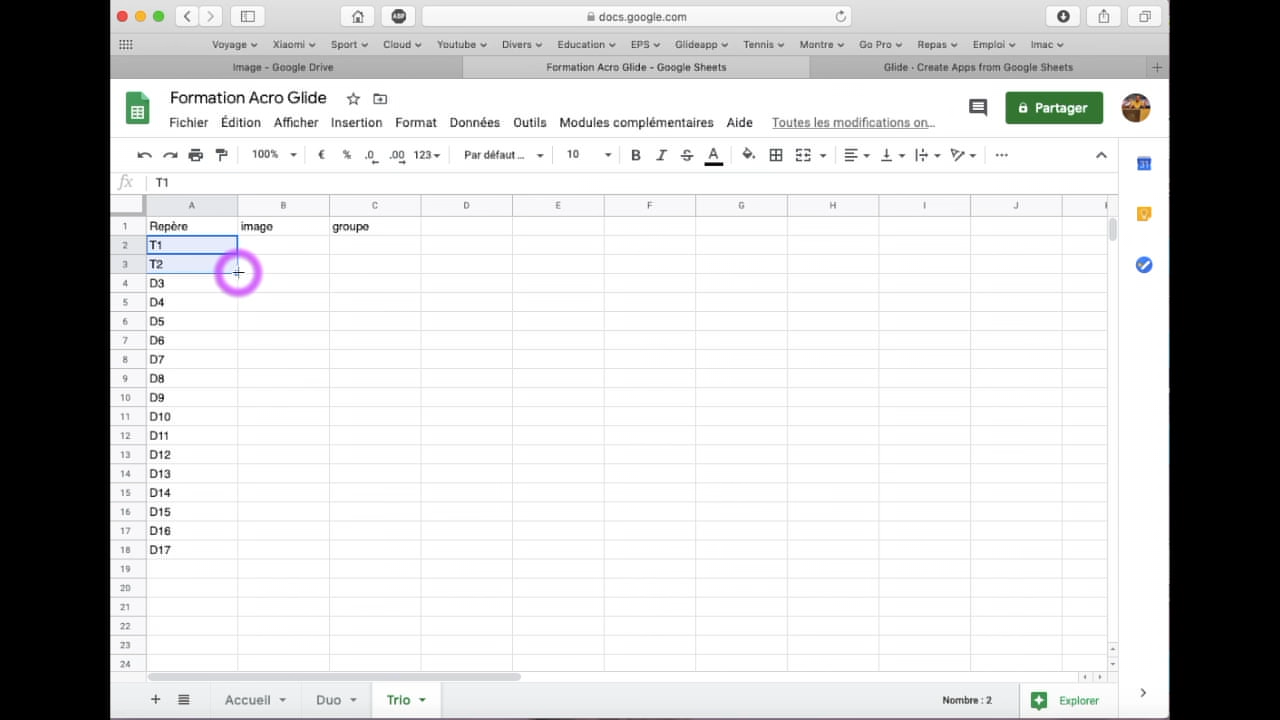 docs.google.com
ABP
Voyage Xiaomi Sport Cloud Youtube Divers Education EPS Glideapp Tennis Montre Go Pro Repas Emploi Imac
Image - Google Drive Formation Acro Glide - Google Sheets Glide · Create Apps from Google Sheets
Formation Acro Glide
Partager
Fichier Édition Afficher Insertion Format Données Outils Modules complémentaires Aide Toutes les modifications on...
100% € % .0 .00 123 Par défaut ... 10 B I S A
31
fx T1
A B C D E F G H I J
1 Repère image groupe
2 T1
3 T2
4 D3
5 D4
6 D5
7 D6
8 D7
9 D8
10 D9
11 D10
12 D11
13 D12
14 D13
15 D14
16 D15
17 D16
18 D17
19
20
21
22
23
24
Accueil Duo Trio Nombre : 2 Explorer